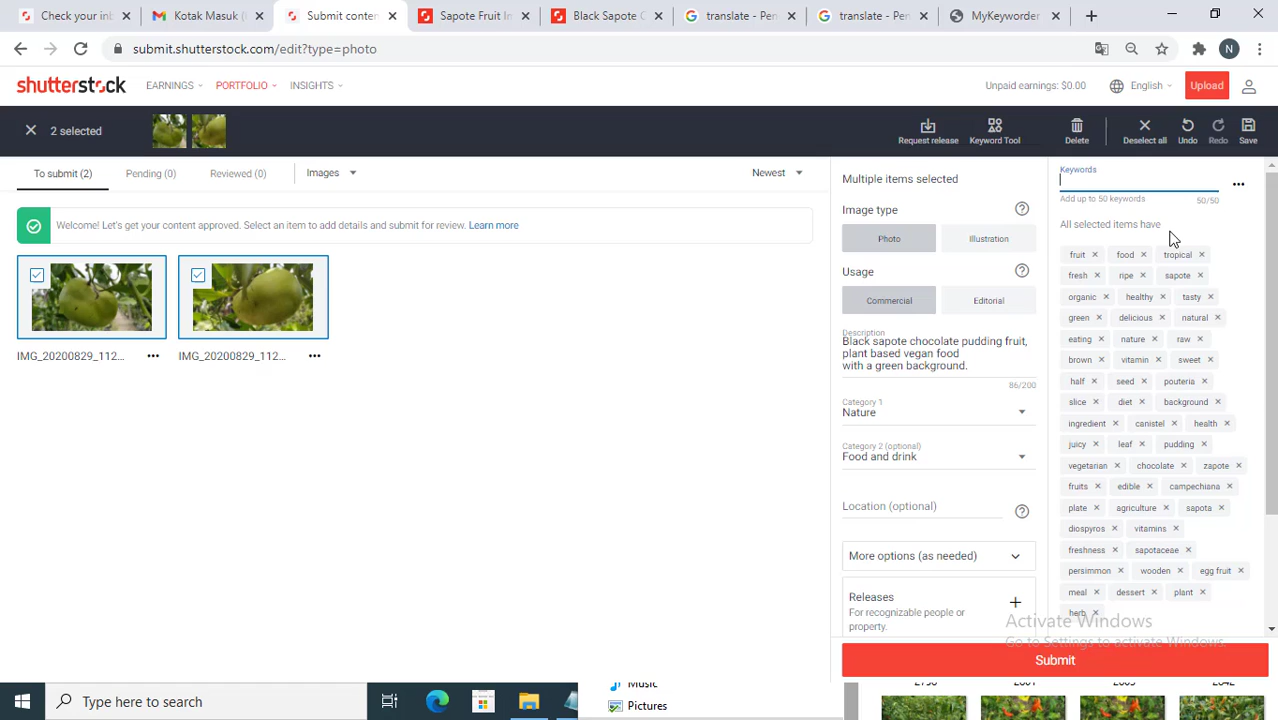 Check your inb
Kotak Masuk (
Submit conten
Sapote Fruit Im
Black Sapote C
translate - Pen
translate - Pen
MyKeyworder
submit.shutterstock.com/edit?type=photo
N
shutterstock
EARNINGS
PORTFOLIO
INSIGHTS
Unpaid earnings: $0.00
English
Upload
2 selected
Request release
Keyword Tool
Delete
Deselect all
Undo
Redo
Save
To submit (2)
Pending (0)
Reviewed (0)
Images
Newest
Welcome! Let's get your content approved. Select an item to add details and submit for review. Learn more
IMG_20200829_112...
IMG_20200829_112...
Multiple items selected
Image type
Photo
Illustration
Usage
Commercial
Editorial
Description
Black sapote chocolate pudding fruit,
plant based vegan food
with a green background.
86/200
Category 1
Nature
Category 2 (optional)
Food and drink
Location (optional)
More options (as needed)
Releases
For recognizable people or
property.
Keywords
Add up to 50 keywords
50/50
All selected items have
fruit food tropical
fresh ripe sapote
organic healthy tasty
green delicious natural
eating nature raw
brown vitamin sweet
half seed pouteria
slice diet background
ingredient canistel health
juicy leaf pudding
vegetarian chocolate zapote
fruits edible campechiana
plate agriculture sapota
diospyros vitamins
freshness sapotaceae
persimmon wooden egg fruit
meal dessert plant
herb
Activate Windows
Go to Settings to activate Windows.
Submit
Type here to search
Music
Pictures